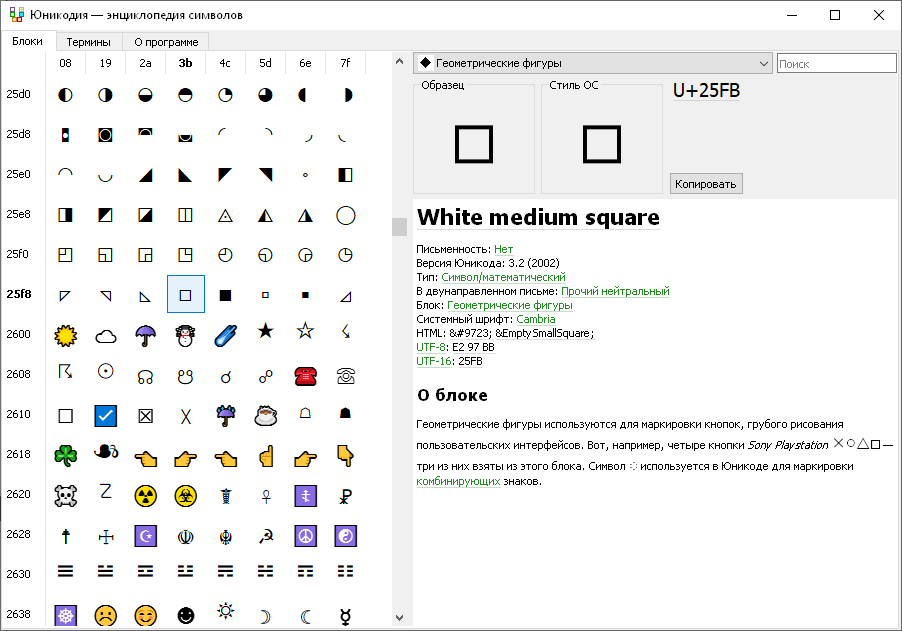 Юникодия — энциклопедия символов
Блоки Термины О программе
08 19 2a 3b 4c 5d 6e 7f
25d0
25d8
25e0
25e8
25f0
25f8
2600
2608
2610
2618
2620
2628
2630
2638
Геометрические фигуры
Поиск
Образец
Стиль ОС
U+25FB
Копировать
White medium square
Письменность: Нет
Версия Юникода: 3.2 (2002)
Тип: Символ/математический
В двунаправленном письме: Прочий нейтральный
Блок: Геометрические фигуры
Системный шрифт: Cambria
HTML: &#9723; &EmptySmallSquare;
UTF-8: E2 97 BB
UTF-16: 25FB
О блоке
Геометрические фигуры используются для маркировки кнопок, грубого рисования
пользовательских интерфейсов. Вот, например, четыре кнопки Sony Playstation ✕○△□ —
три из них взяты из этого блока. Символ ◌ используется в Юникоде для маркировки
комбинирующих знаков.